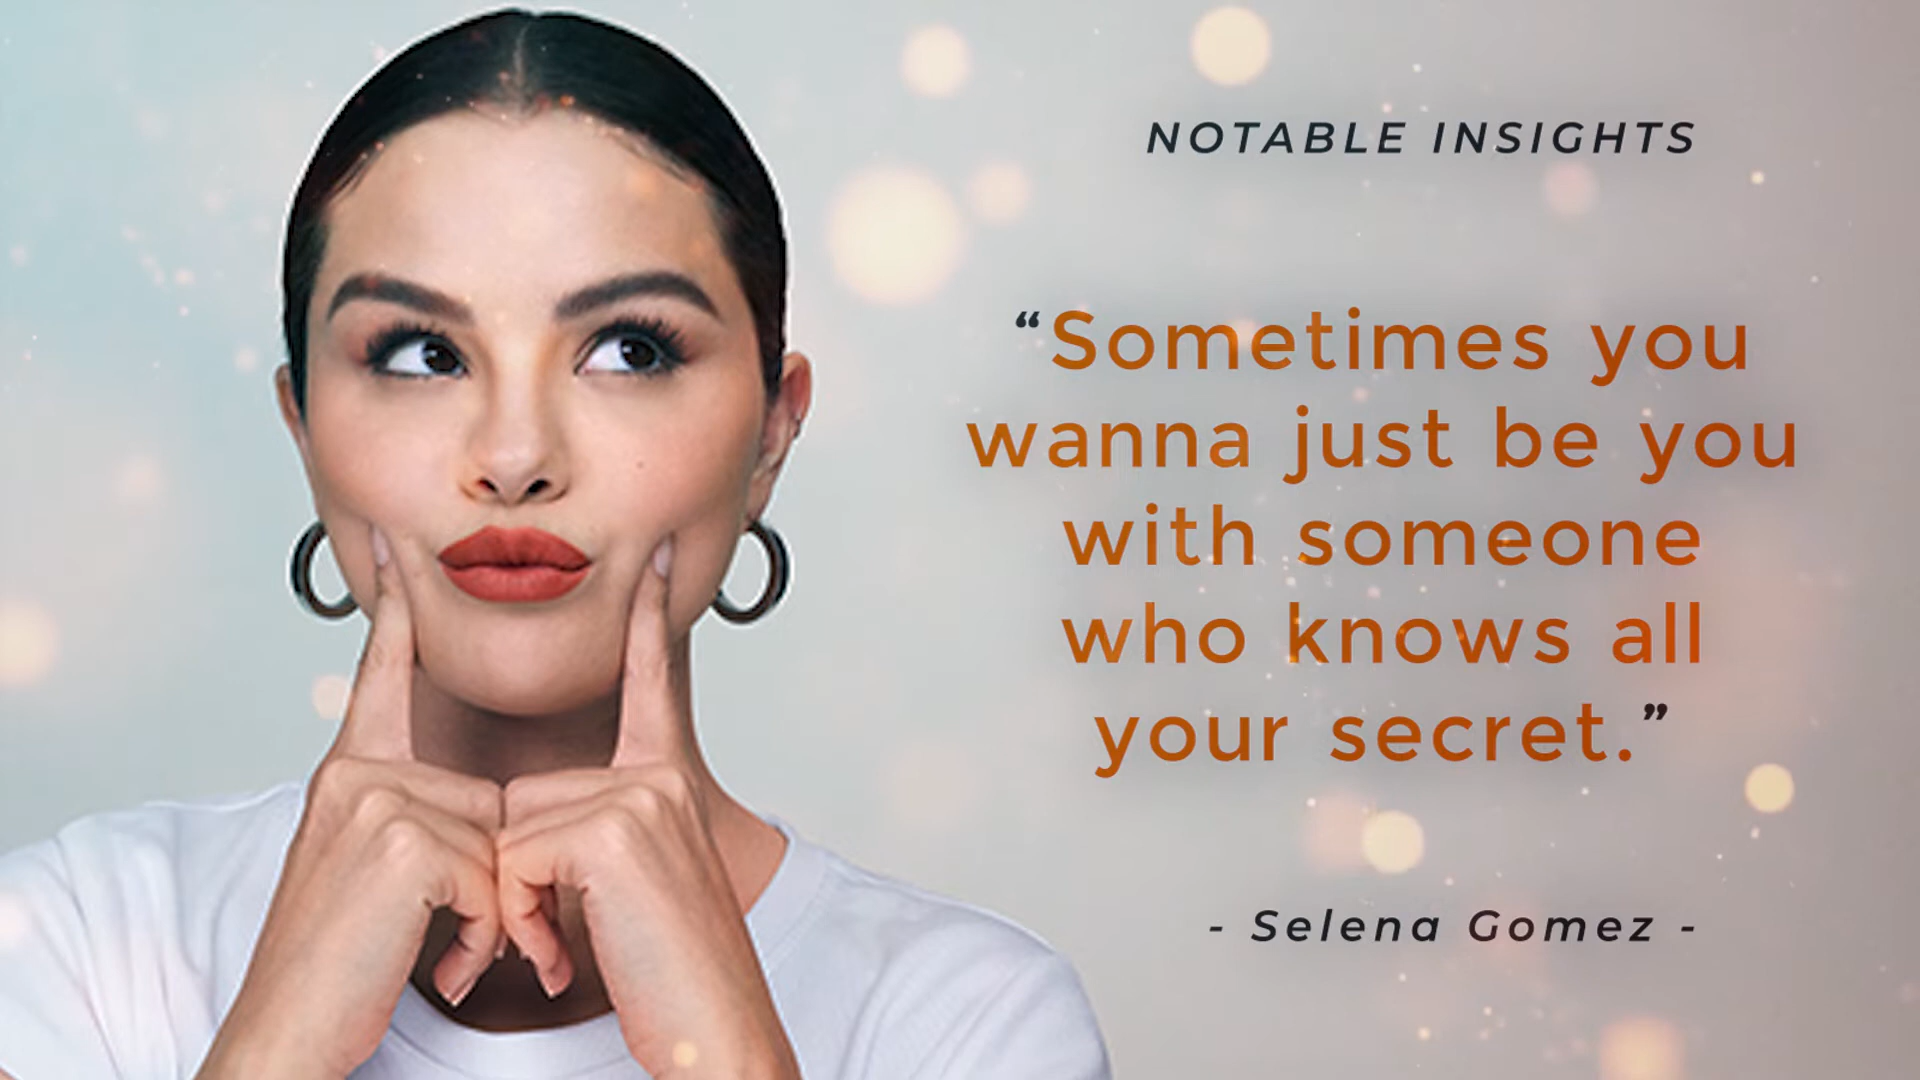 NOTABLE INSIGHTS
“Sometimes you
wanna just be you
with someone
who knows all
your secret.”
- Selena Gomez -